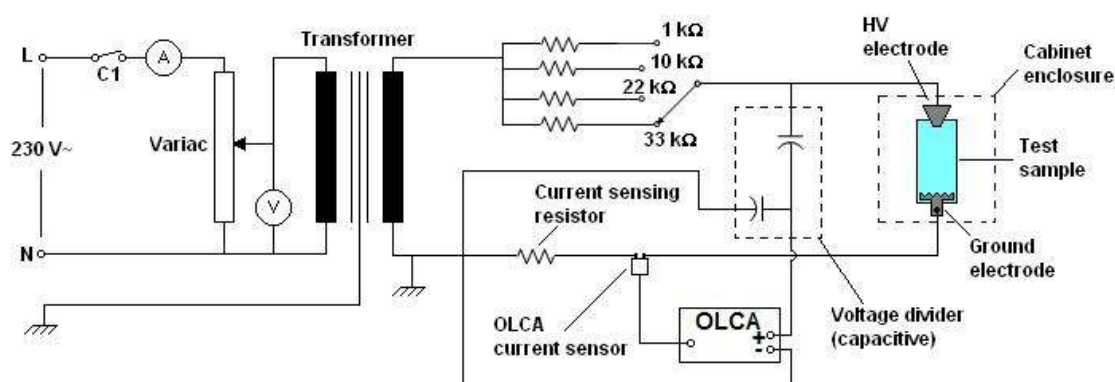 L
C1
A
230 V~
N
Variac
V
Transformer
1 kΩ
10 kΩ
22 kΩ
33 kΩ
Current sensing
resistor
OLCA
current sensor
OLCA
+
-
HV
electrode
Cabinet
enclosure
Test
sample
Ground
electrode
Voltage divider
(capacitive)